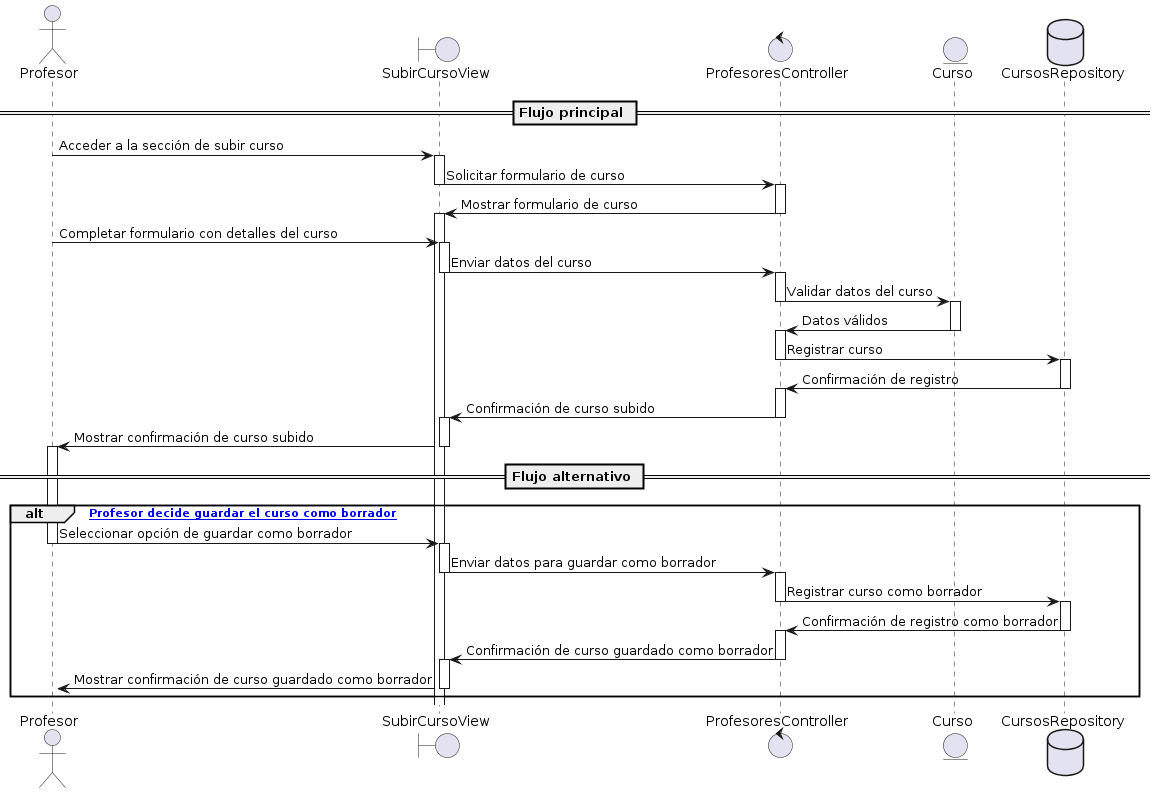 Profesor
SubirCursoView
ProfesoresController
Curso
CursosRepository
Flujo principal
Acceder a la sección de subir curso
Solicitar formulario de curso
Mostrar formulario de curso
Completar formulario con detalles del curso
Enviar datos del curso
Validar datos del curso
Datos válidos
Registrar curso
Confirmación de registro
Confirmación de curso subido
Mostrar confirmación de curso subido
Flujo alternativo
alt
Profesor decide guardar el curso como borrador
Seleccionar opción de guardar como borrador
Enviar datos para guardar como borrador
Registrar curso como borrador
Confirmación de registro como borrador
Confirmación de curso guardado como borrador
Mostrar confirmación de curso guardado como borrador
Profesor
SubirCursoView
ProfesoresController
Curso
CursosRepository